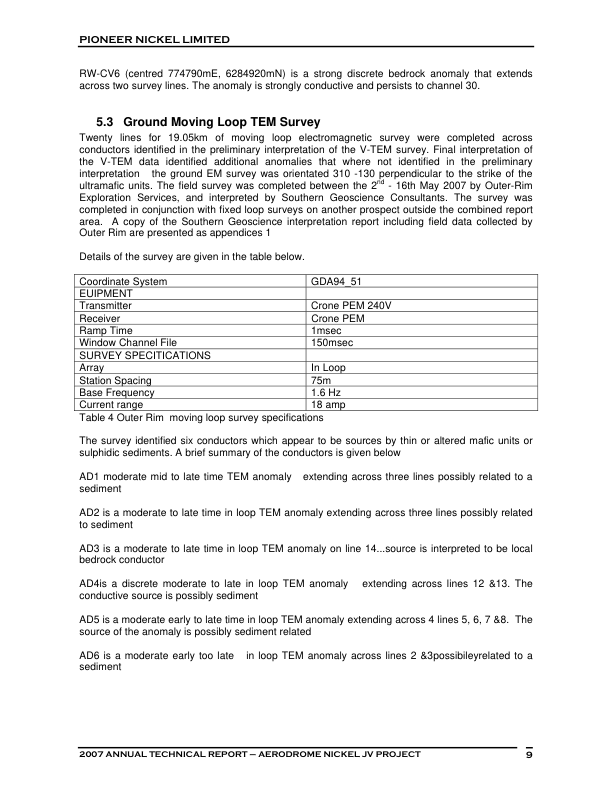 PIONEER NICKEL LIMITED
RW-CV6 (centred 774790mE, 6284920mN) is a strong discrete bedrock anomaly that extends
across two survey lines. The anomaly is strongly conductive and persists to channel 30.
5.3 Ground Moving Loop TEM Survey
Twenty lines for 19.05km of moving loop electromagnetic survey were completed across
conductors identified in the preliminary interpretation of the V-TEM survey. Final interpretation of
the V-TEM data identified additional anomalies that where not identified in the preliminary
interpretation the ground EM survey was orientated 310 -130 perpendicular to the strike of the
ultramafic units. The field survey was completed between the 2nd - 16th May 2007 by Outer-Rim
Exploration Services, and interpreted by Southern Geoscience Consultants. The survey was
completed in conjunction with fixed loop surveys on another prospect outside the combined report
area. A copy of the Southern Geoscience interpretation report including field data collected by
Outer Rim are presented as appendices 1
Details of the survey are given in the table below.
Coordinate System GDA94_51
EUIPMENT
Transmitter Crone PEM 240V
Receiver Crone PEM
Ramp Time 1msec
Window Channel File 150msec
SURVEY SPECIFICATIONS
Array In Loop
Station Spacing 75m
Base Frequency 1.6 Hz
Current range 18 amp
Table 4 Outer Rim moving loop survey specifications
The survey identified six conductors which appear to be sources by thin or altered mafic units or
sulphidic sediments. A brief summary of the conductors is given below
AD1 moderate mid to late time TEM anomaly extending across three lines possibly related to a
sediment
AD2 is a moderate to late time in loop TEM anomaly extending across three lines possibly related
to sediment
AD3 is a moderate to late time in loop TEM anomaly on line 14...source is interpreted to be local
bedrock conductor
AD4is a discrete moderate to late in loop TEM anomaly extending across lines 12 &13. The
conductive source is possibly sediment
AD5 is a moderate early to late time in loop TEM anomaly extending across 4 lines 5, 6, 7 &8. The
source of the anomaly is possibly sediment related
AD6 is a moderate early too late in loop TEM anomaly across lines 2 &3possibileyrelated to a
sediment
2007 ANNUAL TECHNICAL REPORT – AERODROME NICKEL JV PROJECT 9